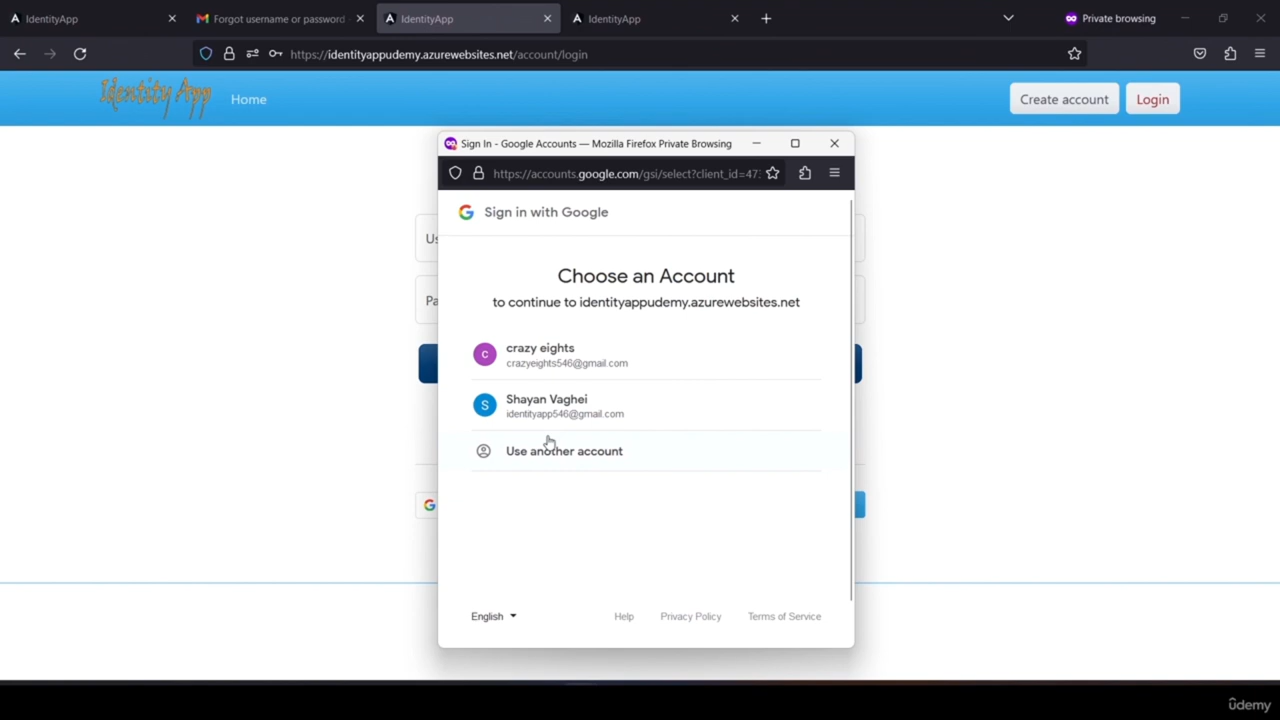 IdentityApp
Forgot username or password
IdentityApp
IdentityApp
Private browsing
https://identityappudemy.azurewebsites.net/account/login
Identity App
Home
Create account
Login
Sign In - Google Accounts — Mozilla Firefox Private Browsing
https://accounts.google.com/gsi/select?client_id=47
Sign in with Google
Us
Choose an Account
to continue to identityappudemy.azurewebsites.net
Pa
crazy eights
C
crazyeights546@gmail.com
Shayan Vaghei
S
identityapp546@gmail.com
Use another account
G
English
Help
Privacy Policy
Terms of Service
ûdemy